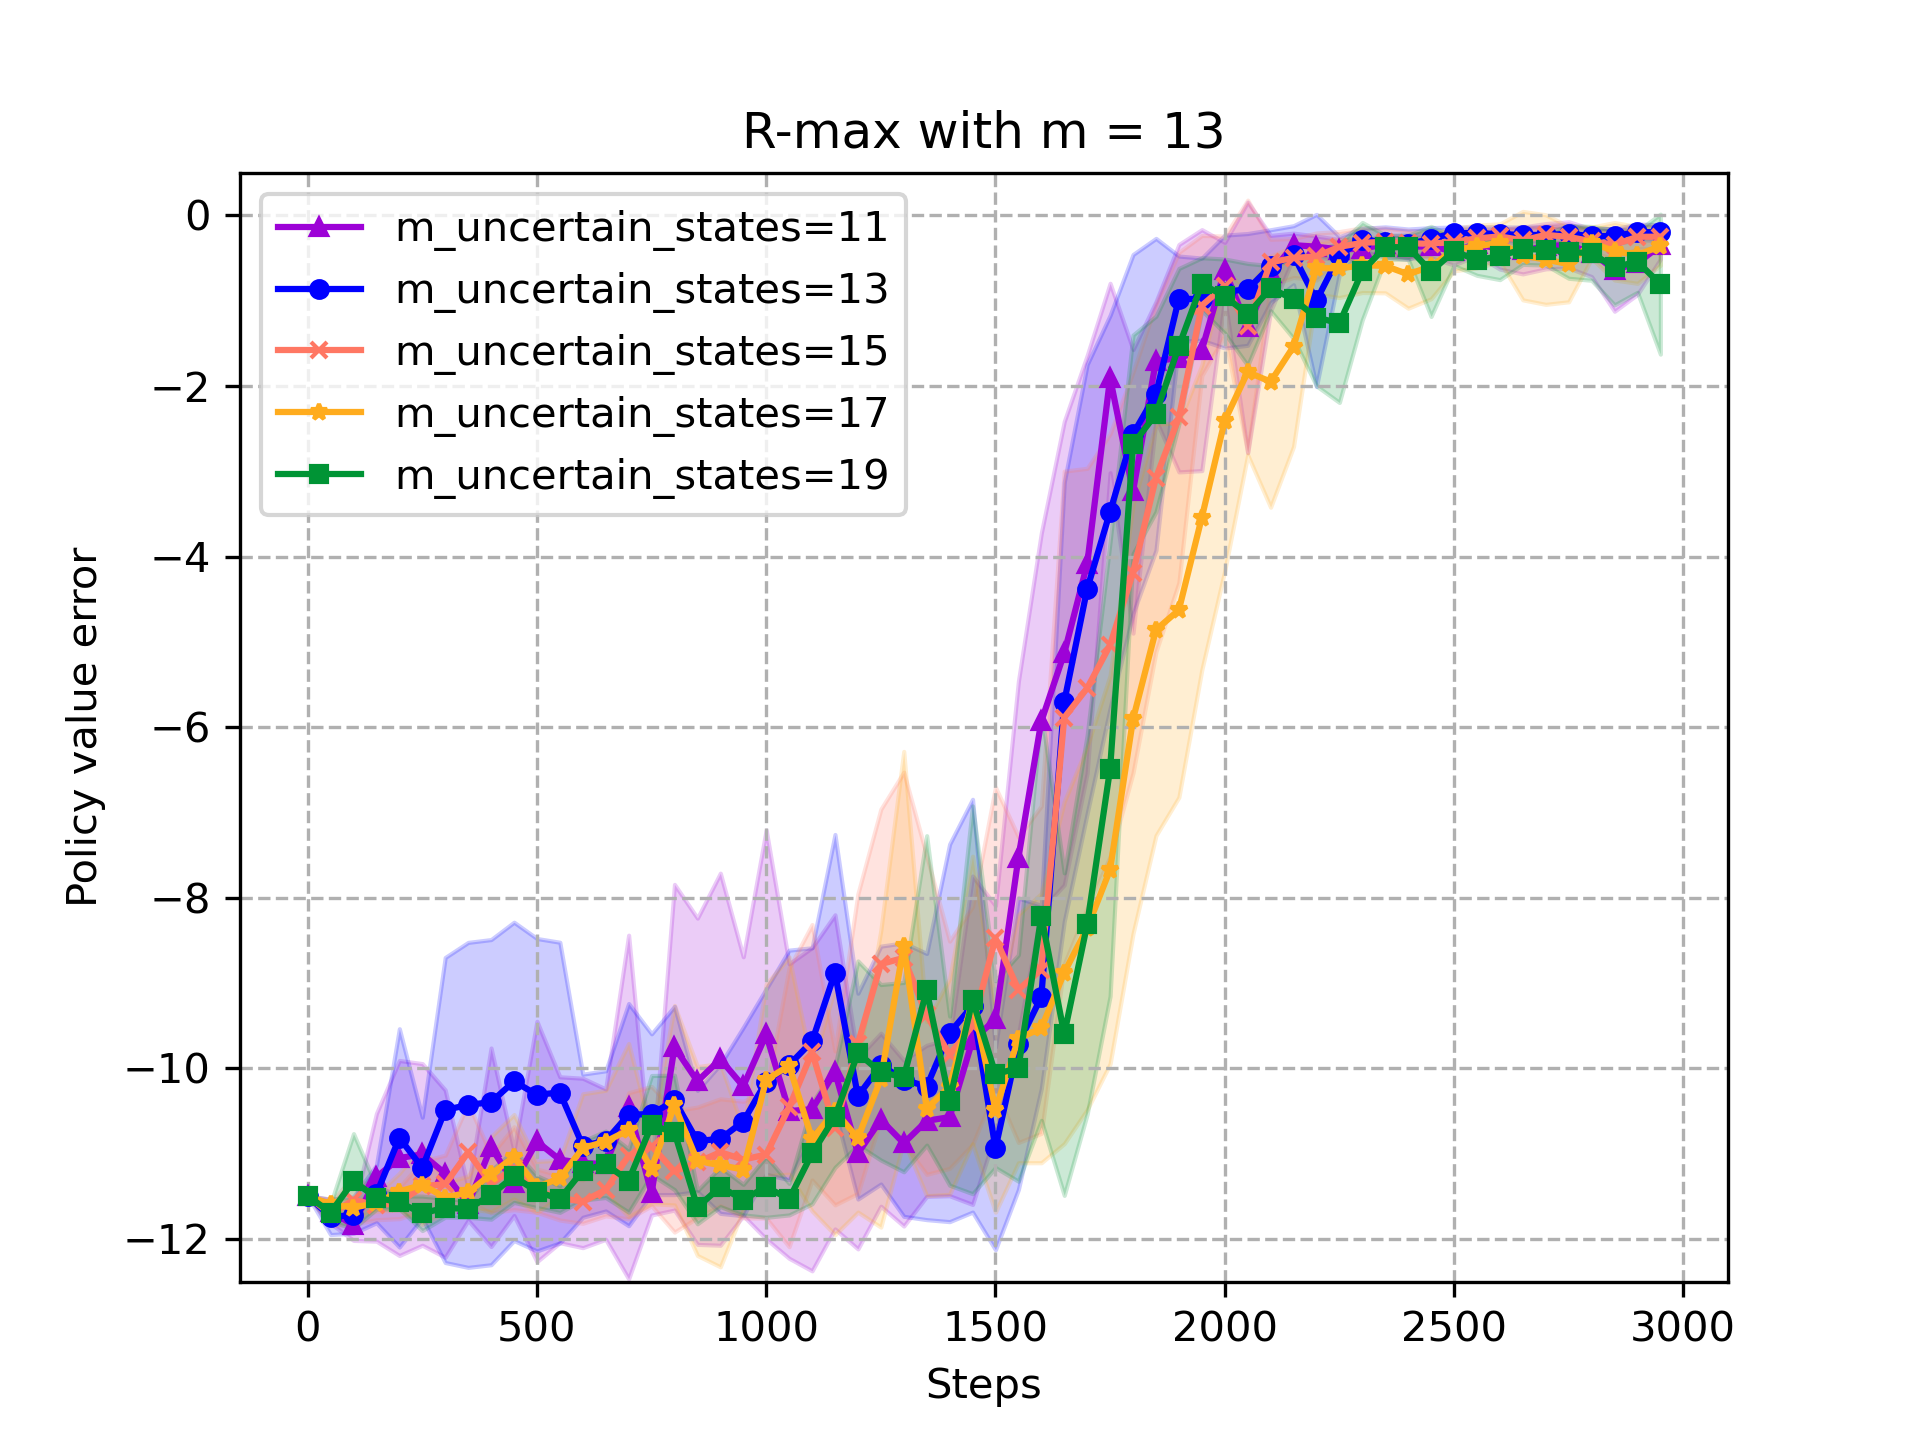 R-max with m = 13
m_uncertain_states=11
m_uncertain_states=13
m_uncertain_states=15
m_uncertain_states=17
m_uncertain_states=19
Policy value error
0
−2
−4
−6
−8
−10
−12
0 500 1000 1500 2000 2500 3000
Steps